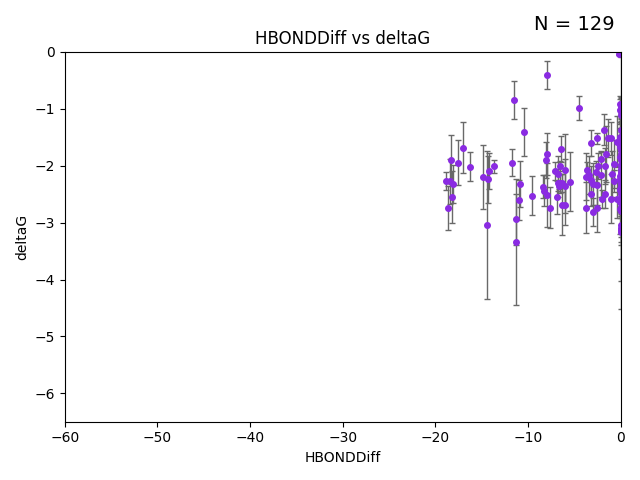 N = 129
HBONDDiff vs deltaG
0
−1
−2
−3
−4
−5
−6
deltaG
−60 −50 −40 −30 −20 −10 0
HBONDDiff